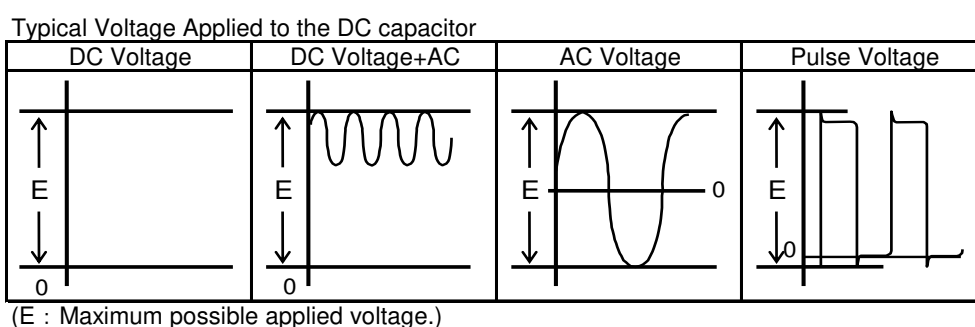 Typical Voltage Applied to the DC capacitor
DC Voltage DC Voltage+AC AC Voltage Pulse Voltage
E E E 0 E
0
0 0
(E : Maximum possible applied voltage.)